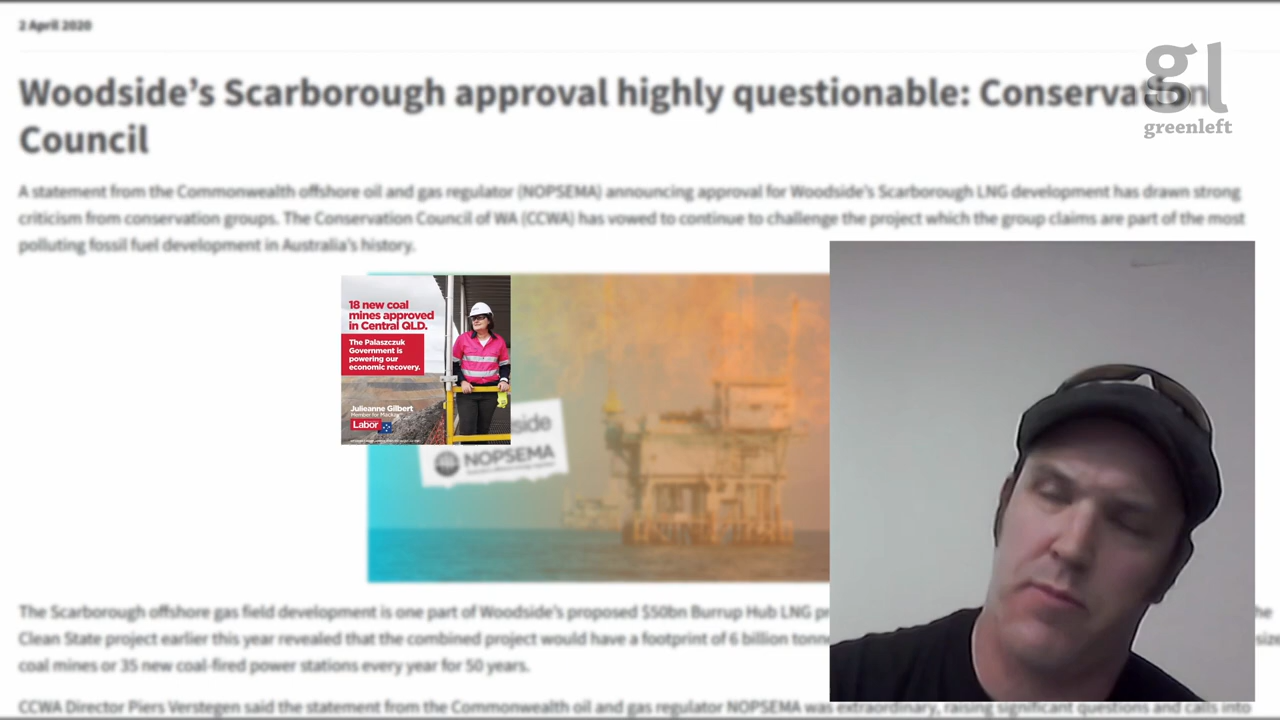 2 April 2020
Woodside's Scarborough approval highly questionable: Conservation
Council
gl
greenleft
A statement from the Commonwealth offshore oil and gas regulator (NOPSEMA) announcing approval for Woodside's Scarborough LNG development has drawn strong
criticism from conservation groups. The Conservation Council of WA (CCWA) has vowed to continue to challenge the project which the group claims are part of the most
polluting fossil fuel development in Australia's history.
18 new coal
mines approved
in Central QLD.
The Palaszczuk
Government is
powering our
economic recovery.
Julieanne Gilbert
Member for Mackay
Labor
side
NOPSEMA
The Scarborough offshore gas field development is one part of Woodside's proposed $50bn Burrup Hub LNG pr he
Clean State project earlier this year revealed that the combined project would have a footprint of 6 billion tonn size
coal mines or 35 new coal-fired power stations every year for 50 years.
CCWA Director Piers Verstegen said the statement from the Commonwealth oil and gas regulator NOPSEMA was extraordinary, raising significant questions and calls into